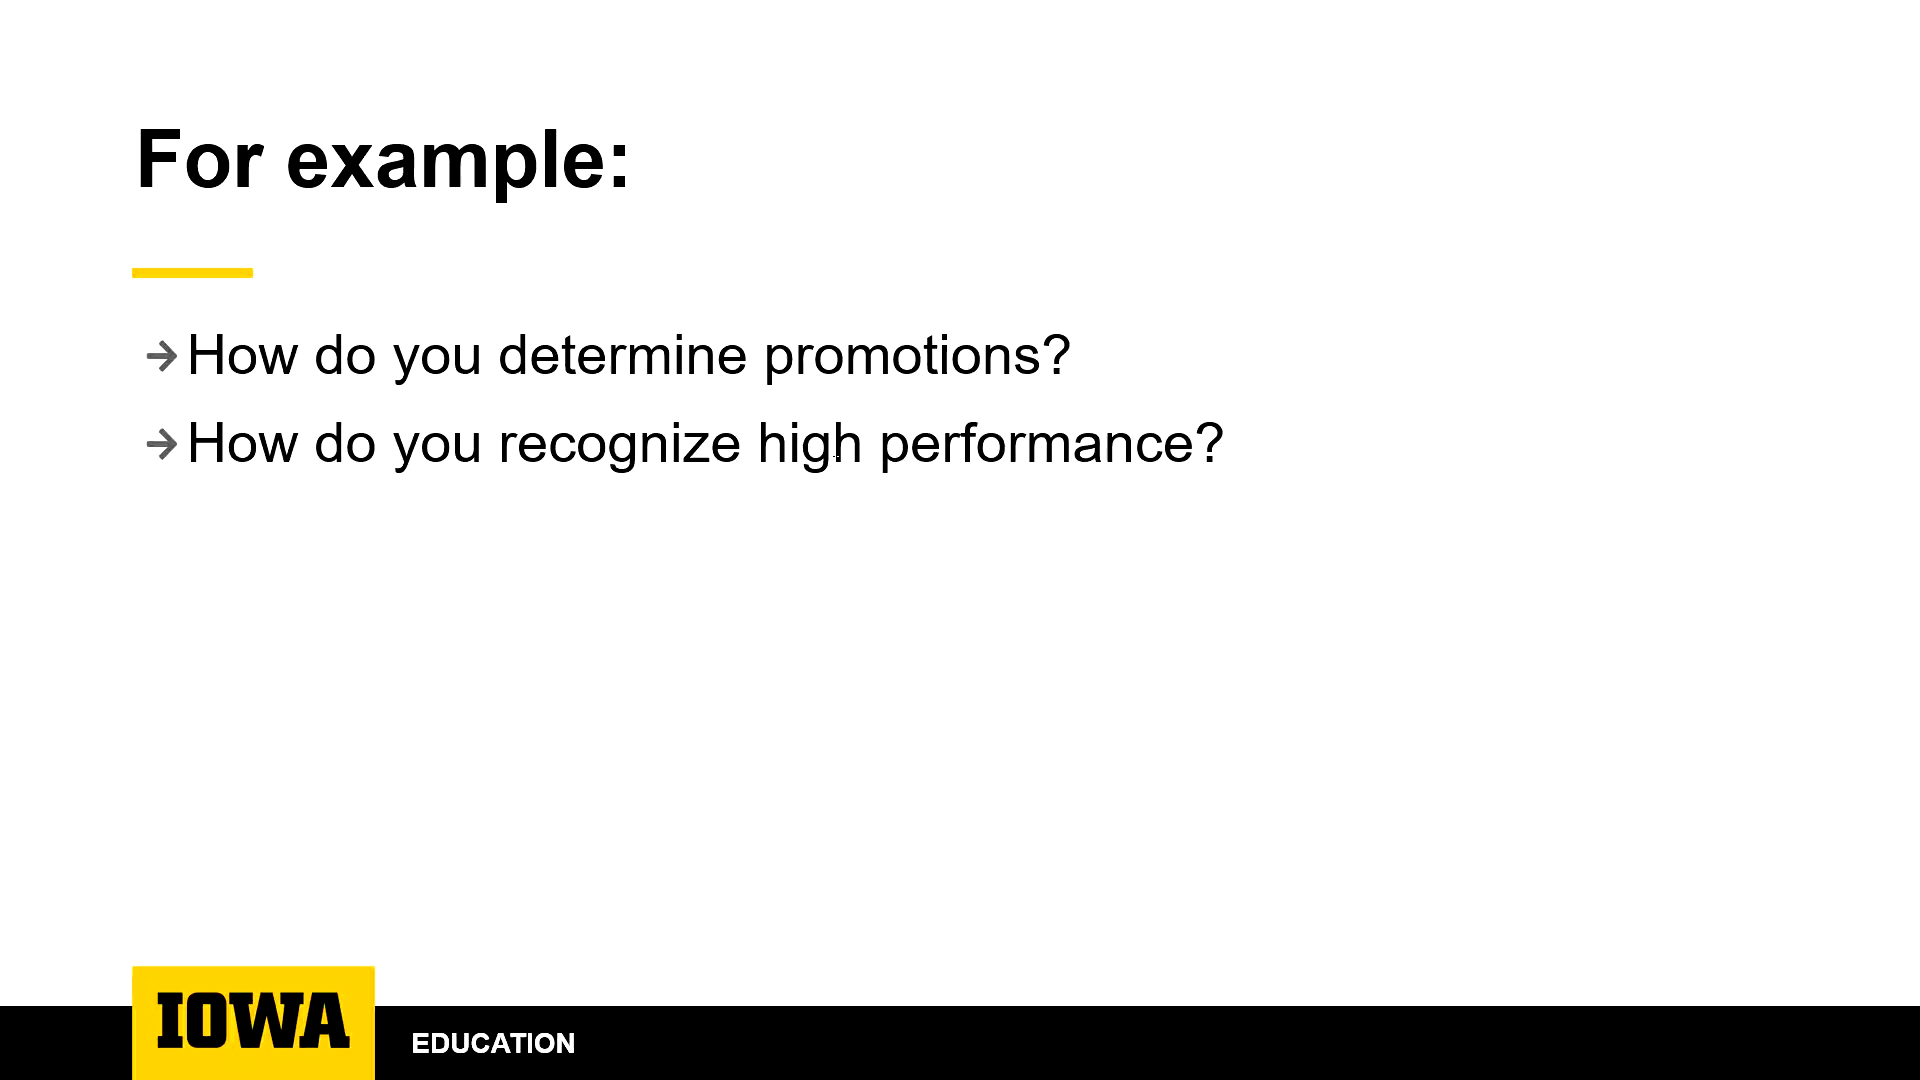 For example:
How do you determine promotions?
How do you recognize high performance?
IOWA
EDUCATION